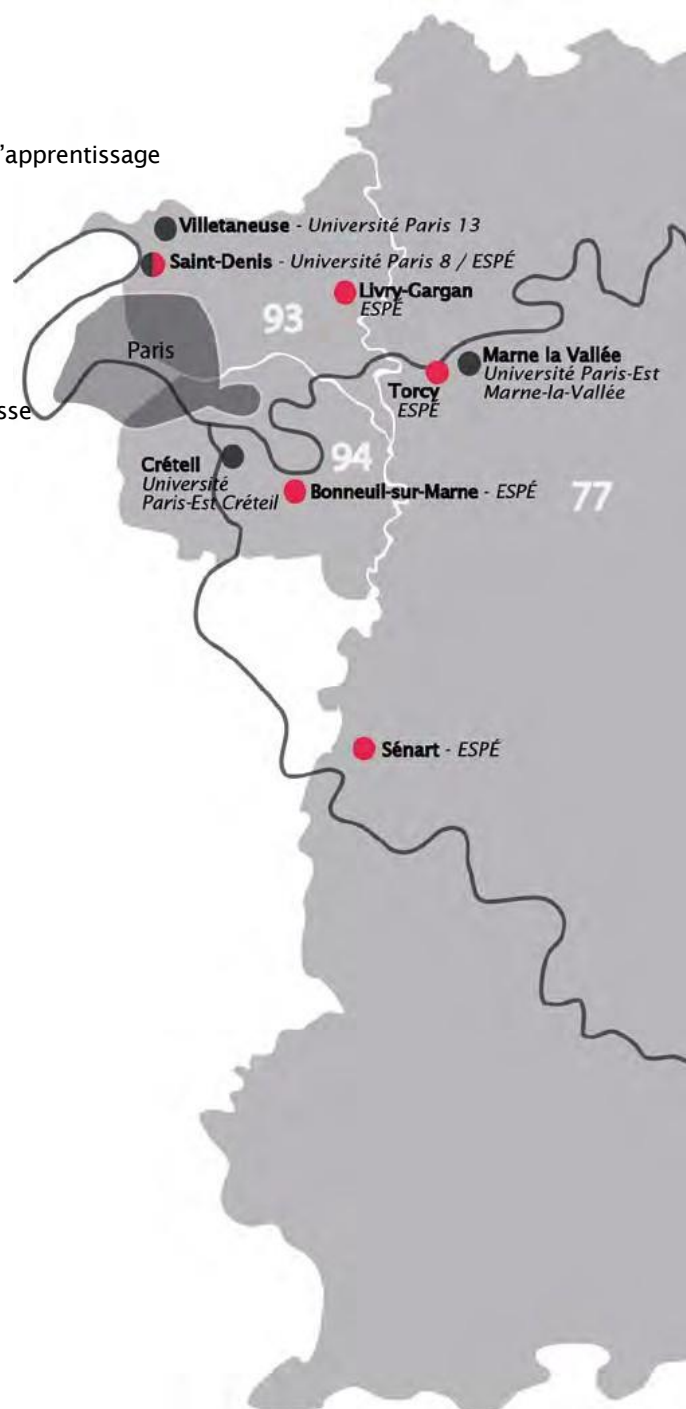 'apprentissage
Villetaneuse - Université Paris 13
Saint-Denis - Université Paris 8 / ESPÉ
Livry-Gargan
ESPÉ
93
Paris
Marne la Vallée
Université Paris-Est
Marne-la-Vallée
Torcy
ESPÉ
sse
94
Créteil
Université
Paris-Est Créteil
Bonneuil-sur-Marne - ESPÉ
77
Sénart - ESPÉ